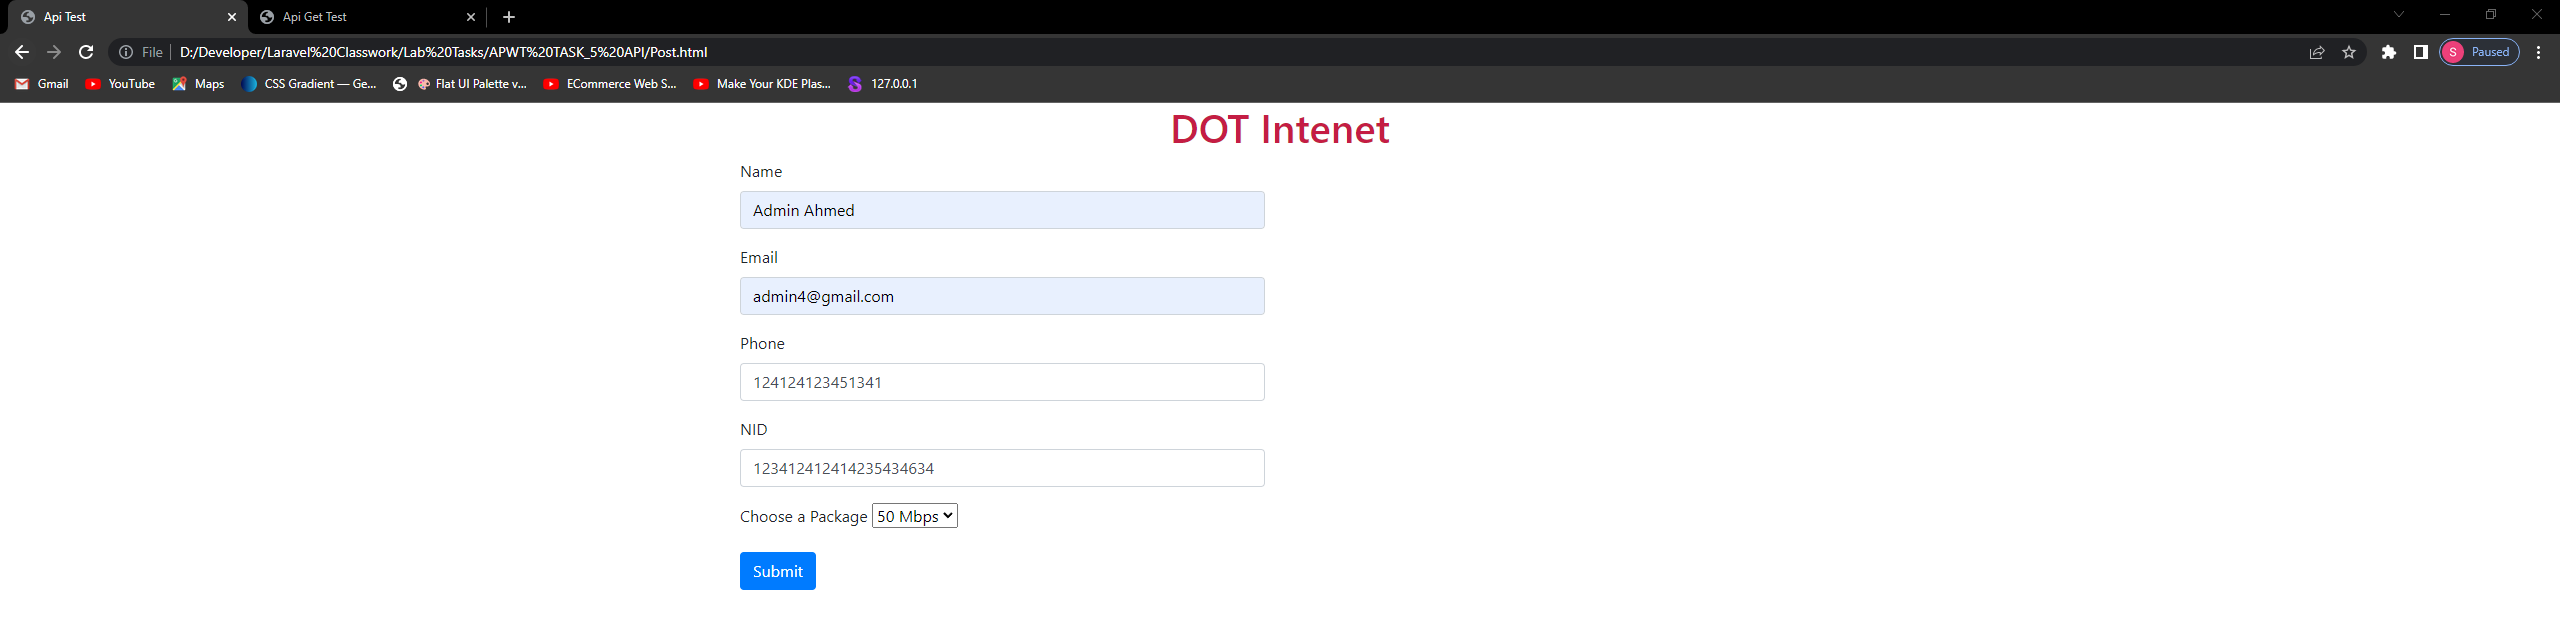 Api Test
Api Get Test
File
D:/Developer/Laravel%20Classwork/Lab%20Tasks/APWT%20TASK_5%20API/Post.html
S Paused
Gmail YouTube Maps CSS Gradient — Ge... Flat UI Palette v... ECommerce Web S... Make Your KDE Plas... 127.0.0.1
DOT Intenet
Name
Admin Ahmed
Email
admin4@gmail.com
Phone
124124123451341
NID
123412412414235434634
Choose a Package 50 Mbps
Submit